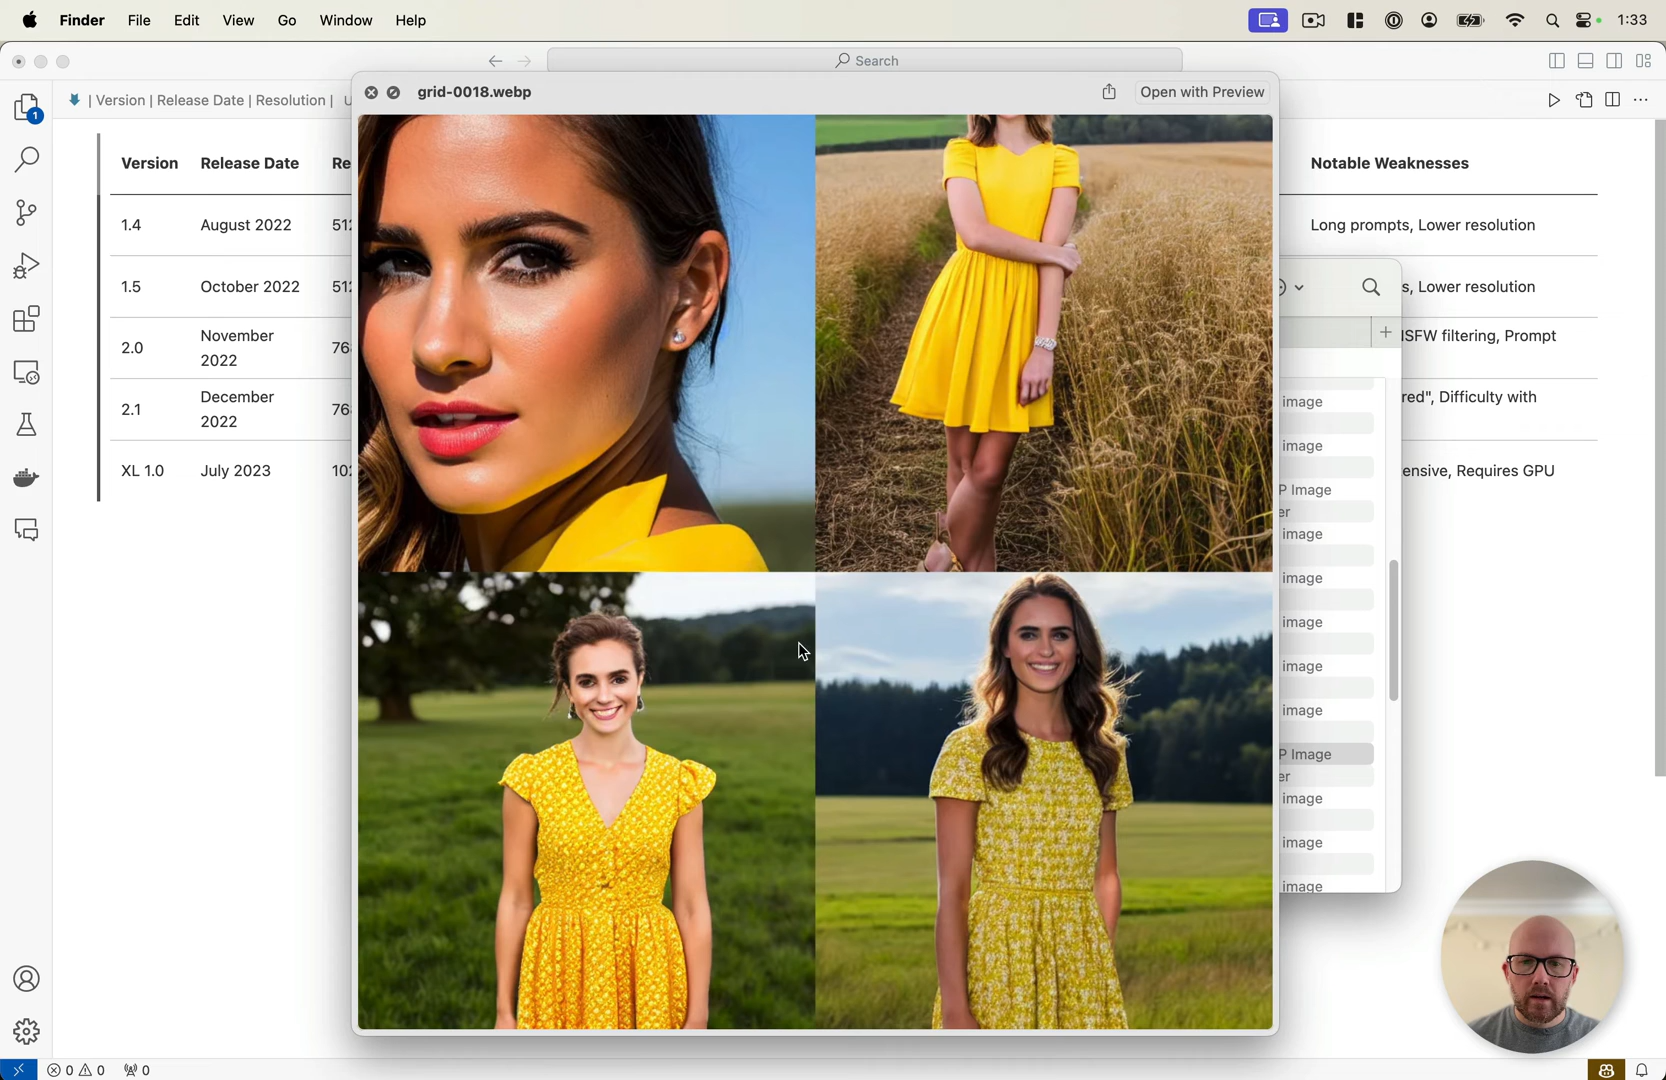 Finder File Edit View Go Window Help 1:33
Search
grid-0018.webp Open with Preview
| Version | Release Date | Resolution |
1
Version Release Date Notable Weaknesses
1.4 August 2022 Long prompts, Lower resolution
1.5 October 2022 Lower resolution
2.0 November 2022 filtering, Prompt
2.1 December 2022 Difficulty with
XL 1.0 July 2023 Requires GPU
image
image
P Image
er
image
image
image
image
image
P Image
er
image
image
image
0 0 0